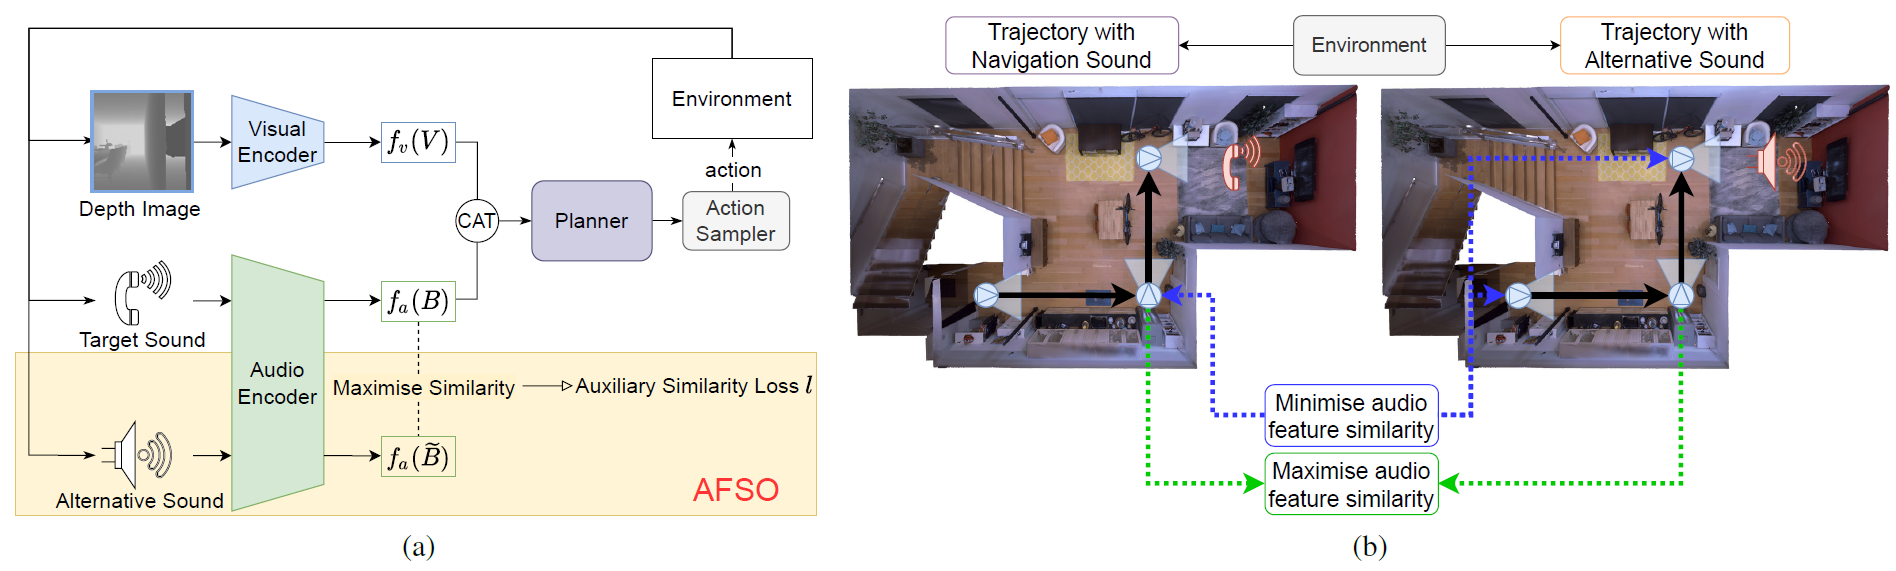 Depth Image
Visual
Encoder
f_v(V)
CAT
Planner
Action
Sampler
action
Environment
Target Sound
Audio
Encoder
f_a(B)
Maximise Similarity
Auxiliary Similarity Loss l
Alternative Sound
f_a(B̃)
AFSO
(a)
Trajectory with
Navigation Sound
Environment
Trajectory with
Alternative Sound
Minimise audio
feature similarity
Maximise audio
feature similarity
(b)